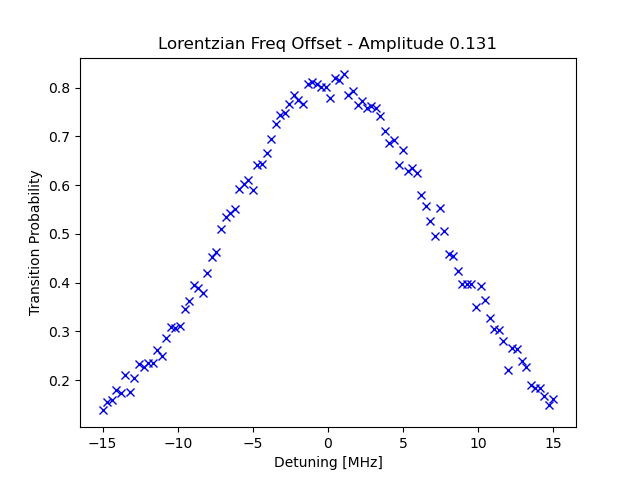 Lorentzian Freq Offset - Amplitude 0.131
0.8
0.7
0.6
0.5
0.4
0.3
0.2
Transition Probability
−15 −10 −5 0 5 10 15
Detuning [MHz]